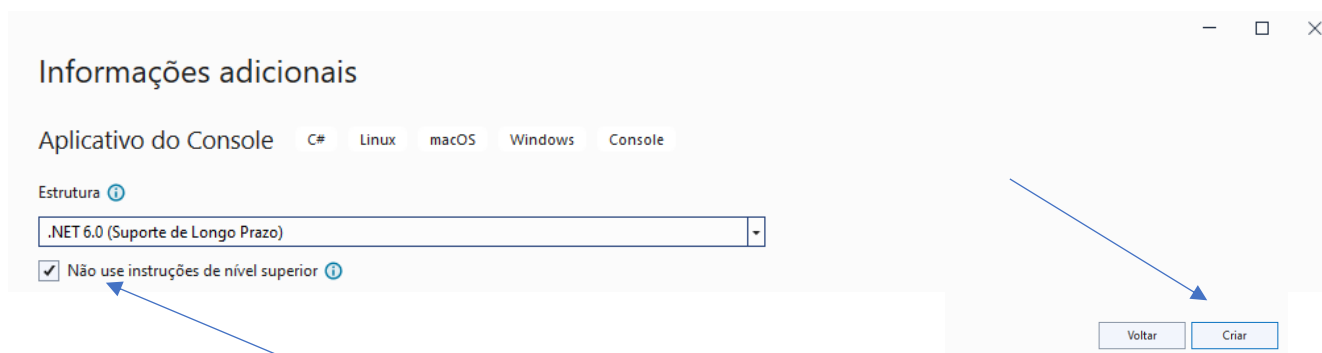 Informações adicionais
Aplicativo do Console C# Linux macOS Windows Console
Estrutura
.NET 6.0 (Suporte de Longo Prazo)
Não use instruções de nível superior
Voltar Criar